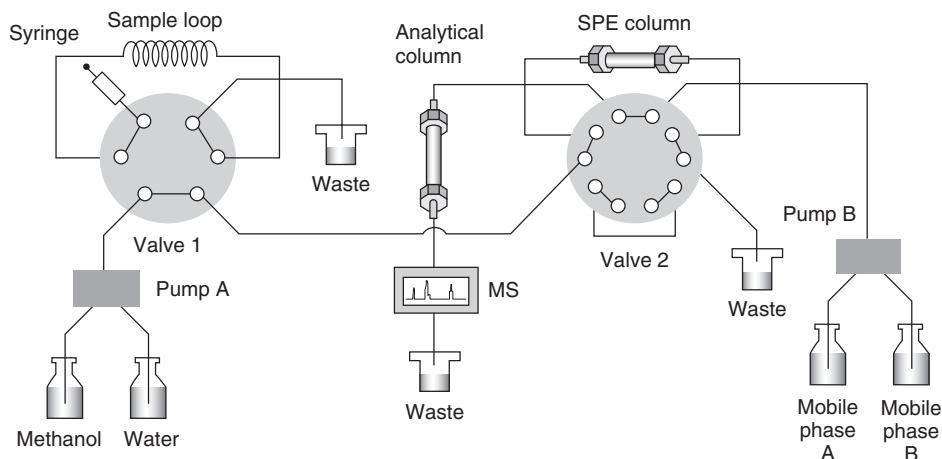 Syringe
Sample loop
Analytical
column
SPE column
Waste
Valve 1
Pump A
Methanol
Water
MS
Waste
Valve 2
Waste
Pump B
Mobile
phase
A
Mobile
phase
B